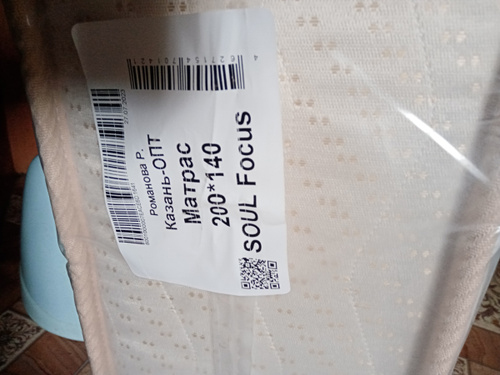 Романова Р.
Казань-ОПТ
Матрас
200*140
SOUL Focus